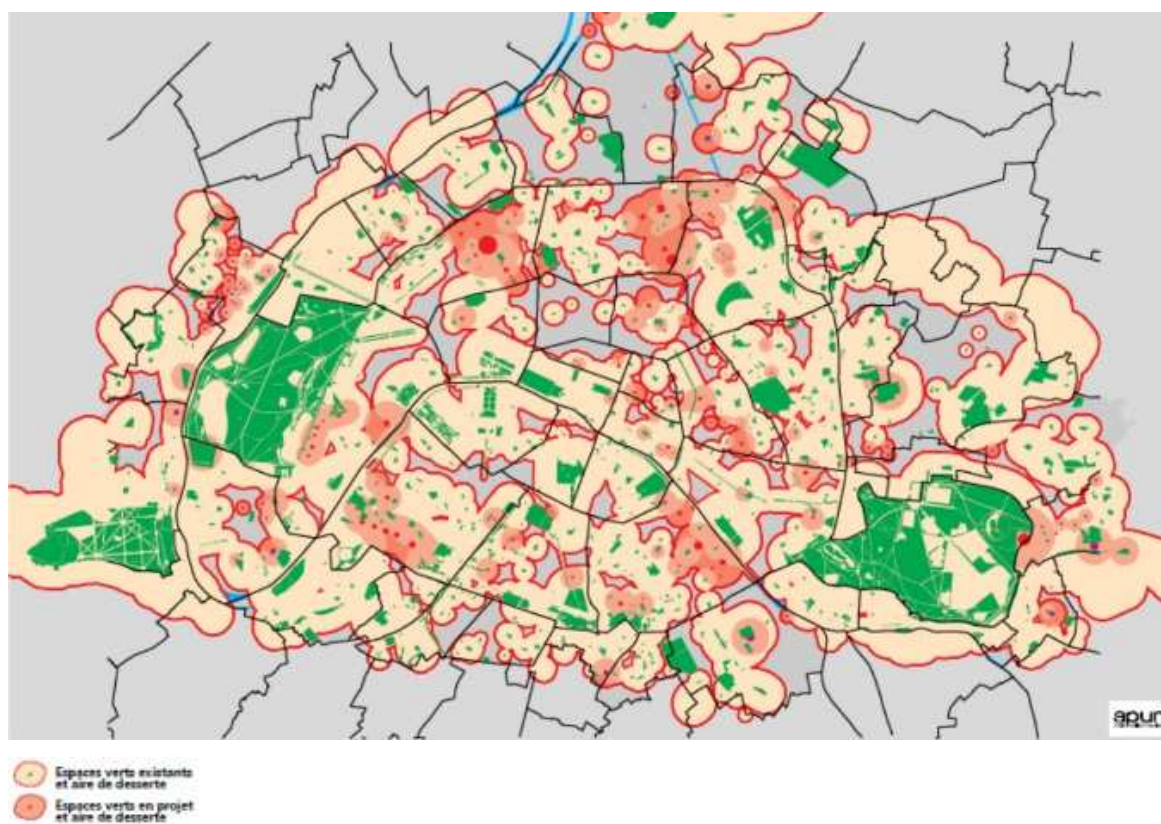 apur
Espaces verts existants
et aire de desserte
Espaces verts en projet
et aire de desserte